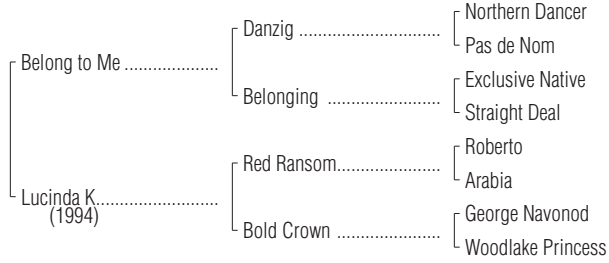 Northern Dancer
Danzig ................................
Pas de Nom
Belong to Me .....................
Exclusive Native
Belonging .........................
Straight Deal
Roberto
Red Ransom.......................
Arabia
Lucinda K...........................
(1994)
George Navonod
Bold Crown .......................
Woodlake Princess